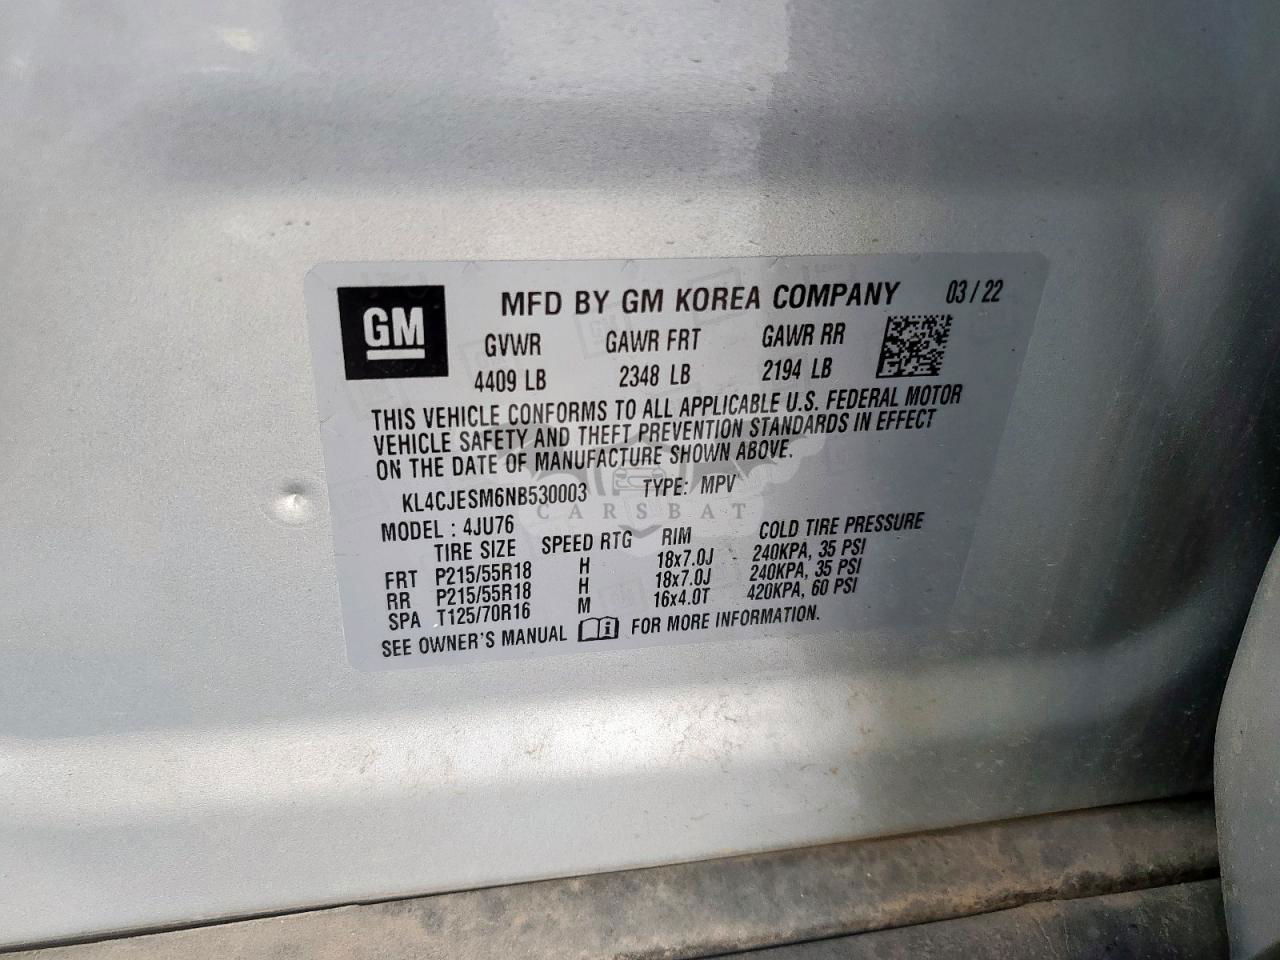 GM
MFD BY GM KOREA COMPANY 03/22
GVWR GAWR FRT GAWR RR
4409 LB 2348 LB 2194 LB
THIS VEHICLE CONFORMS TO ALL APPLICABLE U.S. FEDERAL MOTOR
VEHICLE SAFETY AND THEFT PREVENTION STANDARDS IN EFFECT
ON THE DATE OF MANUFACTURE SHOWN ABOVE.
KL4CJESM6NB530003 TYPE: MPV
CARSBAT
MODEL : 4JU76
TIRE SIZE SPEED RTG RIM COLD TIRE PRESSURE
FRT P215/55R18 H 18x7.0J 240KPA, 35 PSI
RR P215/55R18 H 18x7.0J 240KPA, 35 PSI
SPA T125/70R16 M 16x4.0T 420KPA, 60 PSI
SEE OWNER'S MANUAL FOR MORE INFORMATION.